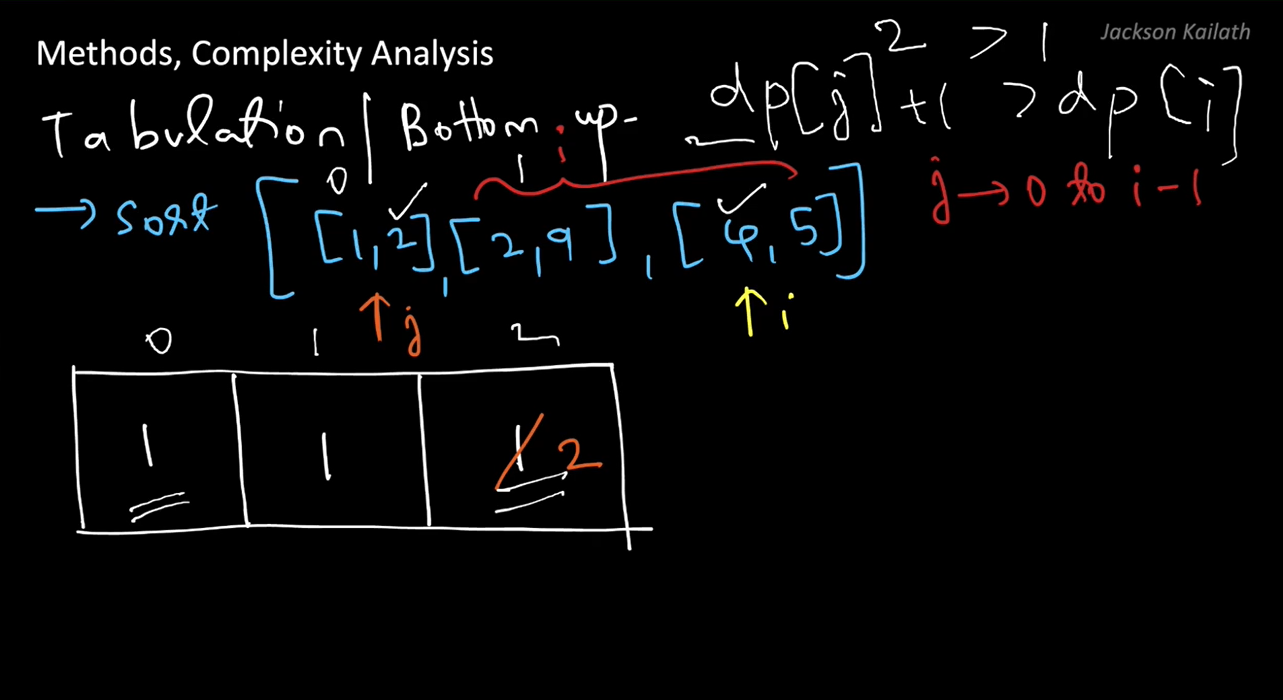 Jackson Kailath
Methods, Complexity Analysis
2 > 1
Tabulation | Bottom up- dp[j]+1 > dp[i]
i
0 1
j → 0 to i-1
→ sort [[1,2], [2,9], [4,5]]
↑ j ↑ i
0 1 2
1 1 1 2